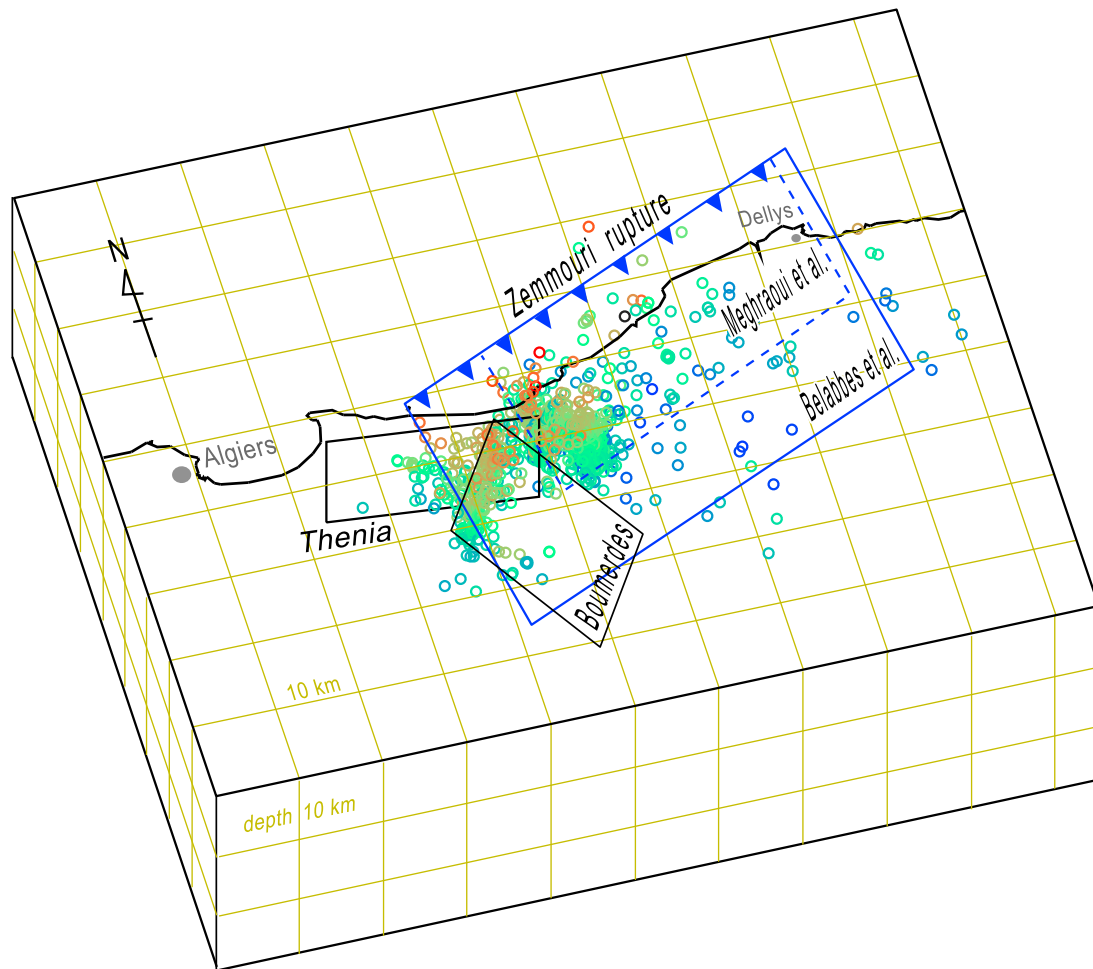 N
Zemmouri rupture
Dellys
Meghraoui et al.
Belabbes et al.
Algiers
Thenia
Boumerdes
10 km
depth 10 km